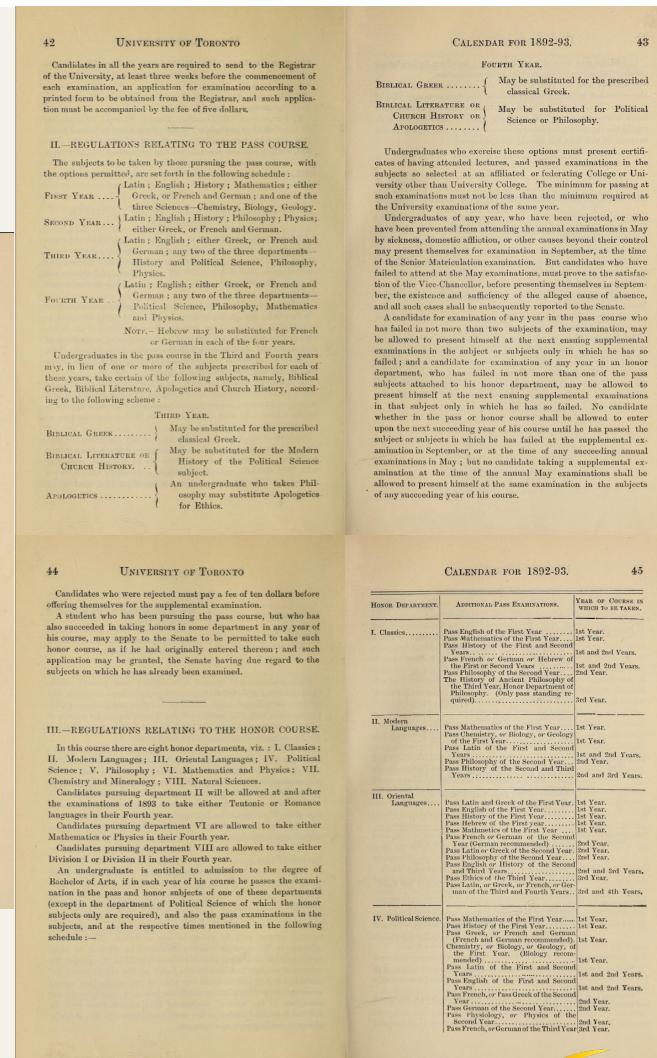 42 UNIVERSITY OF TORONTO
Candidates in all the years are required to send to the Registrar
of the University, at least three weeks before the commencement of
each examination, an application for examination according to a
printed form to be obtained from the Registrar, and such applica-
tion must be accompanied by the fee of five dollars.
II.—REGULATIONS RELATING TO THE PASS COURSE.
The subjects to be taken by those pursuing the pass course, with
the options permitted, are set forth in the following schedule :
FIRST YEAR .... { Latin ; English ; History ; Mathematics ; either
Greek, or French and German ; and one of the
three Sciences—Chemistry, Biology, Geology.
SECOND YEAR... { Latin ; English ; History ; Philosophy ; Physics;
either Greek, or French and German.
THIRD YEAR.... { Latin ; English ; either Greek, or French and
German ; any two of the three departments—
History and Political Science, Philosophy,
Physics.
FOURTH YEAR .. { Latin ; English ; either Greek, or French and
German ; any two of the three departments—
Political Science, Philosophy, Mathematics
and Physics.
NOTE.— Hebrew may be substituted for French
or German in each of the four years.
Undergraduates in the pass course in the Third and Fourth years
may, in lieu of one or more of the subjects prescribed for each of
these years, take certain of the following subjects, namely, Biblical
Greek, Biblical Literature, Apologetics and Church History, accord-
ing to the following scheme :
THIRD YEAR.
BIBLICAL GREEK......... } May be substituted for the prescribed
classical Greek.
BIBLICAL LITERATURE OR
CHURCH HISTORY. .. { May be substituted for the Modern
History of the Political Science
subject.
APOLOGETICS ........... } An undergraduate who takes Phil-
osophy may substitute Apologetics
for Ethics.
CALENDAR FOR 1892-93. 43
FOURTH YEAR.
BIBLICAL GREEK ........ { May be substituted for the prescribed
classical Greek.
BIBLICAL LITERATURE OR
CHURCH HISTORY OR
APOLOGETICS ........ } May be substituted for Political
Science or Philosophy.
Undergraduates who exercise these options must present certifi-
cates of having attended lectures, and passed examinations in the
subjects so selected at an affiliated or federating College or Uni-
versity other than University College. The minimum for passing at
such examinations must not be less than the minimum required at
the University examinations of the same year.
Undergraduates of any year, who have been rejected, or who
have been prevented from attending the annual examinations in May
by sickness, domestic affliction, or other causes beyond their control
may present themselves for examination in September, at the time
of the Senior Matriculation examination. But candidates who have
failed to attend at the May examinations, must prove to the satisfac-
tion of the Vice-Chancellor, before presenting themselves in Septem-
ber, the existence and sufficiency of the alleged cause of absence,
and all such cases shall be subsequently reported to the Senate.
A candidate for examination of any year in the pass course who
has failed in not more than two subjects of the examination, may
be allowed to present himself at the next ensuing supplemental
examinations in the subject or subjects only in which he has so
failed ; and a candidate for examination of any year in an honor
department, who has failed in not more than one of the pass
subjects attached to his honor department, may be allowed to
present himself at the next ensuing supplemental examinations
in that subject only in which he has so failed. No candidate
whether in the pass or honor course shall be allowed to enter
upon the next succeeding year of his course until he has passed the
subject or subjects in which he has failed at the supplemental ex-
amination in September, or at the time of any succeeding annual
examinations in May ; but no candidate taking a supplemental ex-
amination at the time of the annual May examinations shall be
allowed to present himself at the same examination in the subjects
of any succeeding year of his course.
44 UNIVERSITY OF TORONTO
Candidates who were rejected must pay a fee of ten dollars before
offering themselves for the supplemental examination.
A student who has been pursuing the pass course, but who has
also succeeded in taking honors in some department in any year of
his course, may apply to the Senate to be permitted to take such
honor course, as if he had originally entered thereon ; and such
application may be granted, the Senate having due regard to the
subjects on which he has already been examined.
III.—REGULATIONS RELATING TO THE HONOR COURSE.
In this course there are eight honor departments, viz. : I. Classics ;
II. Modern Languages ; III. Oriental Languages ; IV. Political
Science ; V. Philosophy ; VI. Mathematics and Physics ; VII.
Chemistry and Mineralogy ; VIII. Natural Sciences.
Candidates pursuing department II will be allowed at and after
the examinations of 1893 to take either Teutonic or Romance
languages in their Fourth year.
Candidates pursuing department VI are allowed to take either
Mathematics or Physics in their Fourth year.
Candidates pursuing department VIII are allowed to take either
Division I or Division II in their Fourth year.
An undergraduate is entitled to admission to the degree of
Bachelor of Arts, if in each year of his course he passes the exami-
nation in the pass and honor subjects of one of these departments
(except in the department of Political Science of which the honor
subjects only are required), and also the pass examinations in the
subjects, and at the respective times mentioned in the following
schedule :—
CALENDAR FOR 1892-93. 45
HONOR DEPARTMENT. ADDITIONAL PASS EXAMINATIONS. YEAR OF COURSE IN
WHICH TO BE TAKEN.
I. Classics.......... Pass English of the First Year ........ 1st Year.
Pass Mathematics of the First Year .... 1st Year.
Pass History of the First and Second
Years.................... 1st and 2nd Years.
Pass French or German or Hebrew of
the First or Second Years .......... 1st and 2nd Years.
Pass Philosophy of the Second Year.... 2nd Year.
The History of Ancient Philosophy of
the Third Year, Honor Department of
Philosophy. (Only pass standing re-
quired)...................... 3rd Year.
II. Modern
Languages.... Pass Mathematics of the First Year.... 1st Year.
Pass Chemistry, or Biology, or Geology
of the First Year.................. 1st Year.
Pass Latin of the First and Second
Years ...................... 1st and 2nd Years.
Pass Philosophy of the Second Year... 2nd Year.
Pass History of the Second and Third
Years ...................... 2nd and 3rd Years.
III. Oriental
Languages.... Pass Latin and Greek of the First Year. 1st Year.
Pass English of the First Year......... 1st Year.
Pass History of the First Year......... 1st Year.
Pass Hebrew of the First year......... 1st Year.
Pass Mathmetics of the First Year .... 1st Year.
Pass French or German of the Second
Year (German recommended) ...... 2nd Year.
Pass Latin or Greek of the Second Year. 2nd Year.
Pass Philosophy of the Second Year.... 2nd Year.
Pass English or History of the Second
and Third Years.................. 2nd and 3rd Years.
Pass Ethics of the Third Year.......... 3rd Year.
Pass Latin, or Greek, or French, or Ger-
man of the Third and Fourth Years.. 3rd and 4th Years.
IV. Political Science. Pass Mathematics of the First Year..... 1st Year.
Pass History of the First Year......... 1st Year.
Pass Greek, or French and German
(French and German recommended). 1st Year.
Chemistry, or Biology, or Geology, of
the First Year. (Biology recom-
mended) ...................... 1st Year.
Pass Latin of the First and Second
Years ...................... 1st and 2nd Years.
Pass English of the First and Second
Years ...................... 1st and 2nd Years.
Pass French, or Pass Greek of the Second
Year ...................... 2nd Year.
Pass German of the Second Year....... 2nd Year.
Pass Physiology, or Physics of the
Second Year.................. 2nd Year.
Pass French, or German of the Third Year 3rd Year.